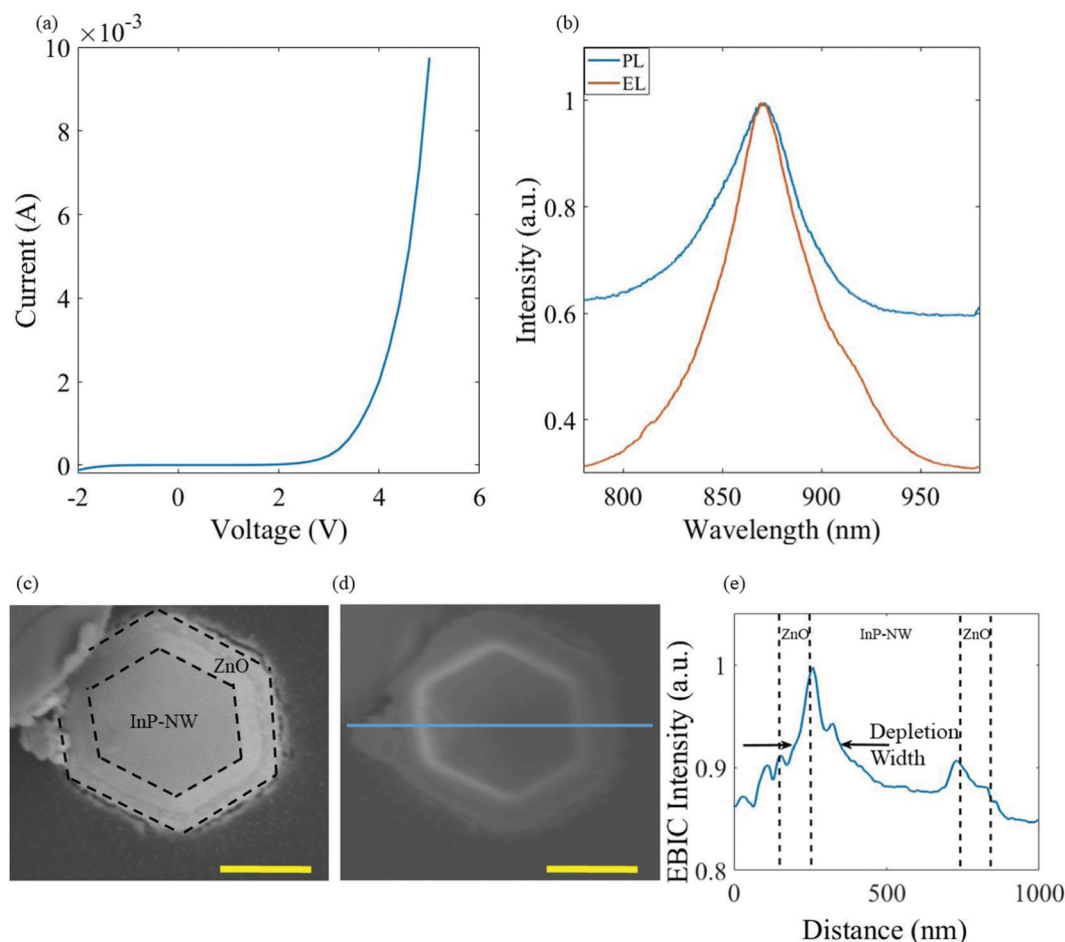 (a)
× 10⁻³
10
8
6
4
2
0
-2
0
2
4
6
Current (A)
Voltage (V)
(b)
PL
EL
1
0.8
0.6
0.4
800
850
900
950
Intensity (a.u.)
Wavelength (nm)
(c)
ZnO
InP-NW
(d)
(e)
ZnO
InP-NW
ZnO
1
0.9
0.8
Depletion
Width
0
500
1000
EBIC Intensity (a.u.)
Distance (nm)